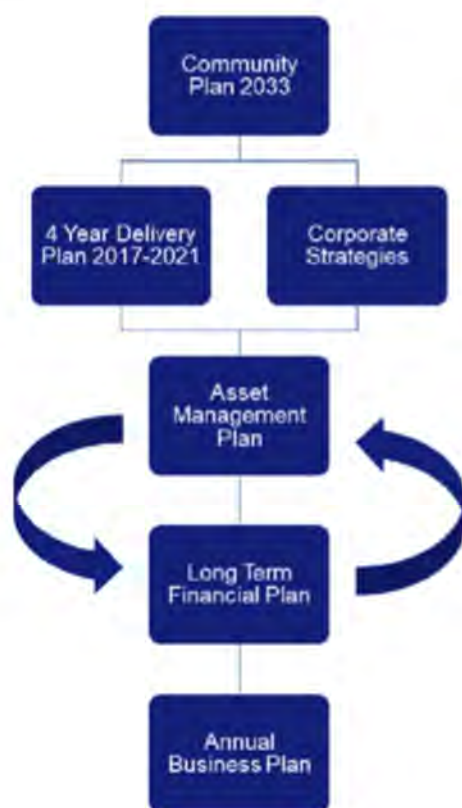 Community
Plan 2033
4 Year Delivery
Plan 2017-2021
Corporate
Strategies
Asset
Management
Plan
Long Term
Financial Plan
Annual
Business Plan